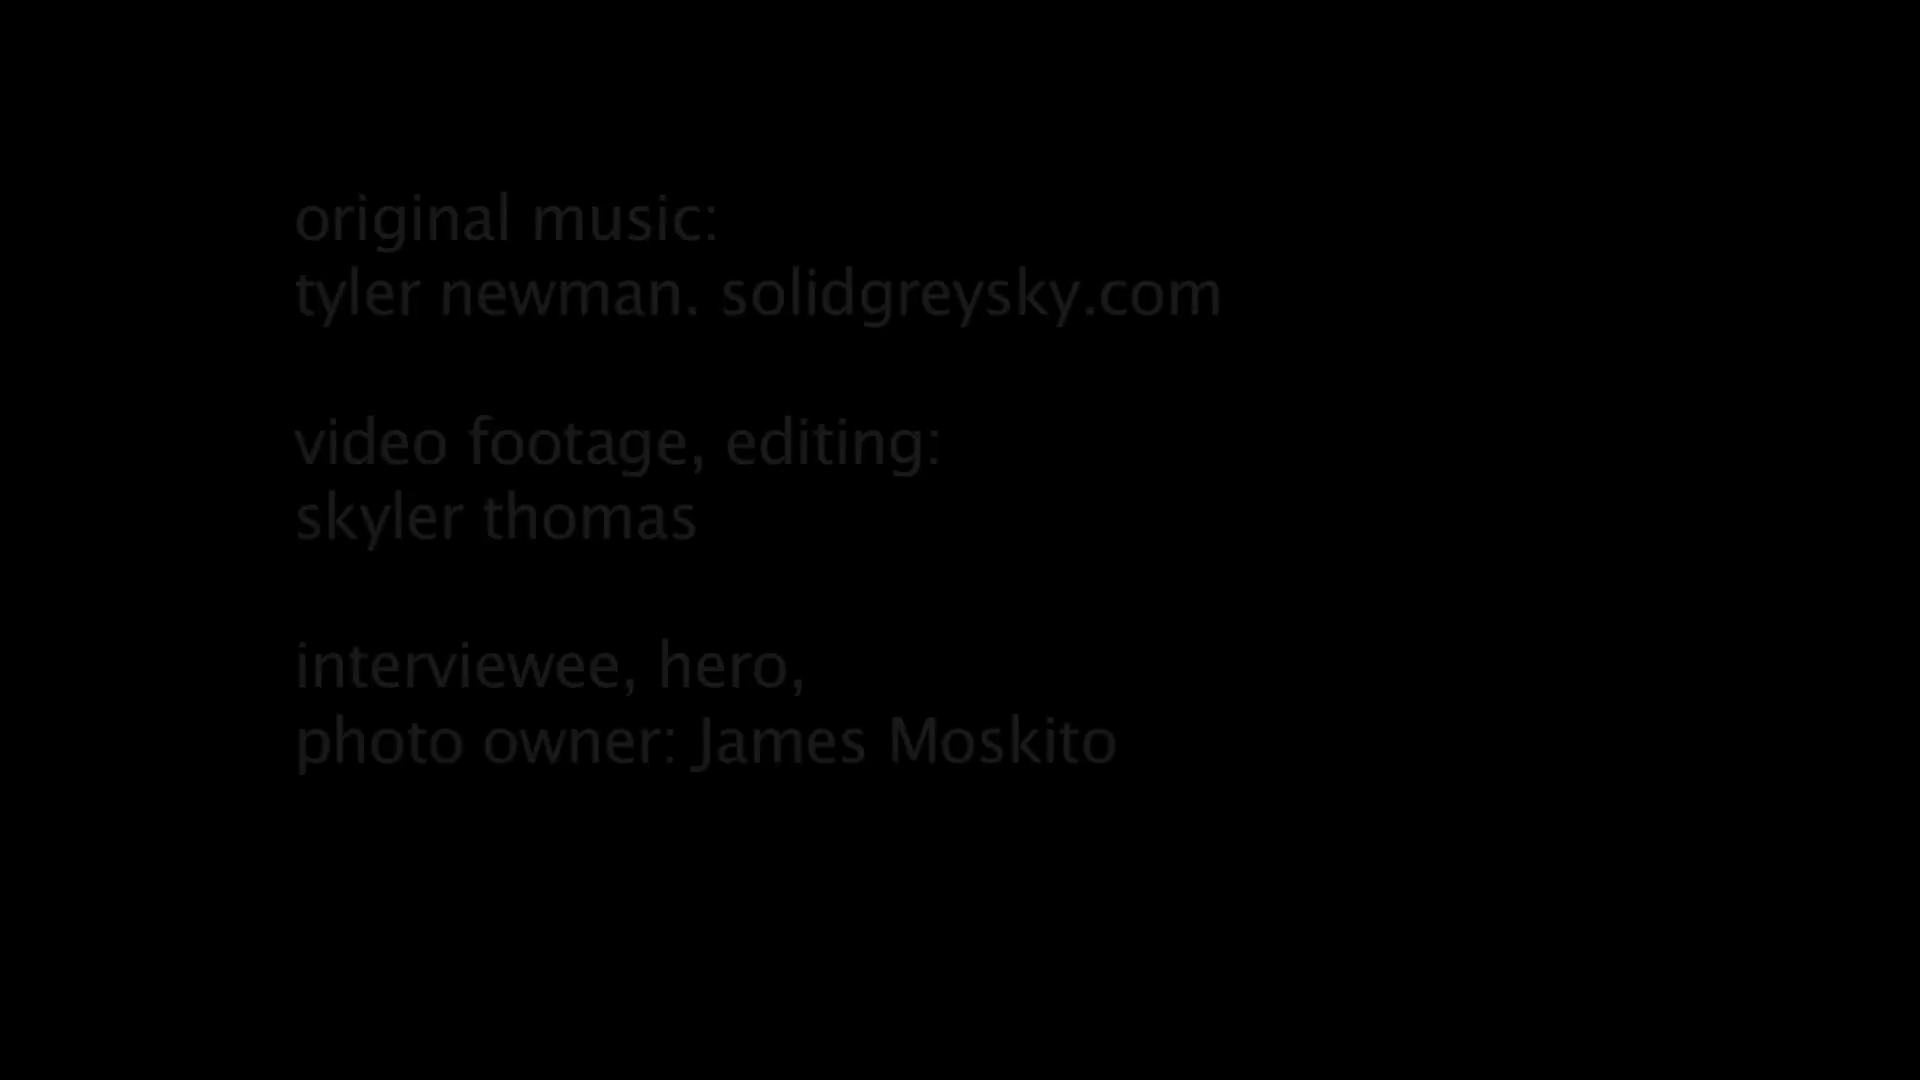 original music:
tyler newman. solidgreysky.com
video footage, editing:
skyler thomas
interviewee, hero,
photo owner: James Moskito